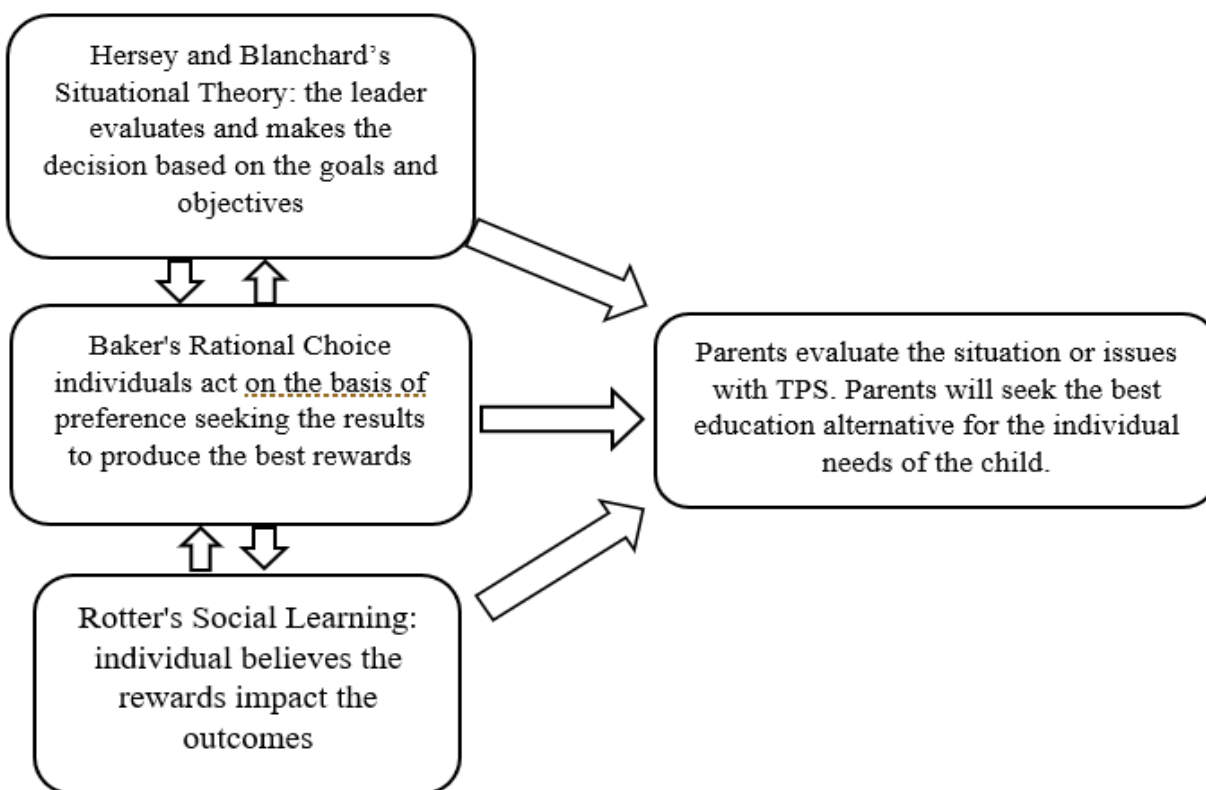 Hersey and Blanchard’s
Situational Theory: the leader
evaluates and makes the
decision based on the goals and
objectives
Baker's Rational Choice
individuals act on the basis of
preference seeking the results
to produce the best rewards
Rotter's Social Learning:
individual believes the
rewards impact the
outcomes
Parents evaluate the situation or issues
with TPS. Parents will seek the best
education alternative for the individual
needs of the child.